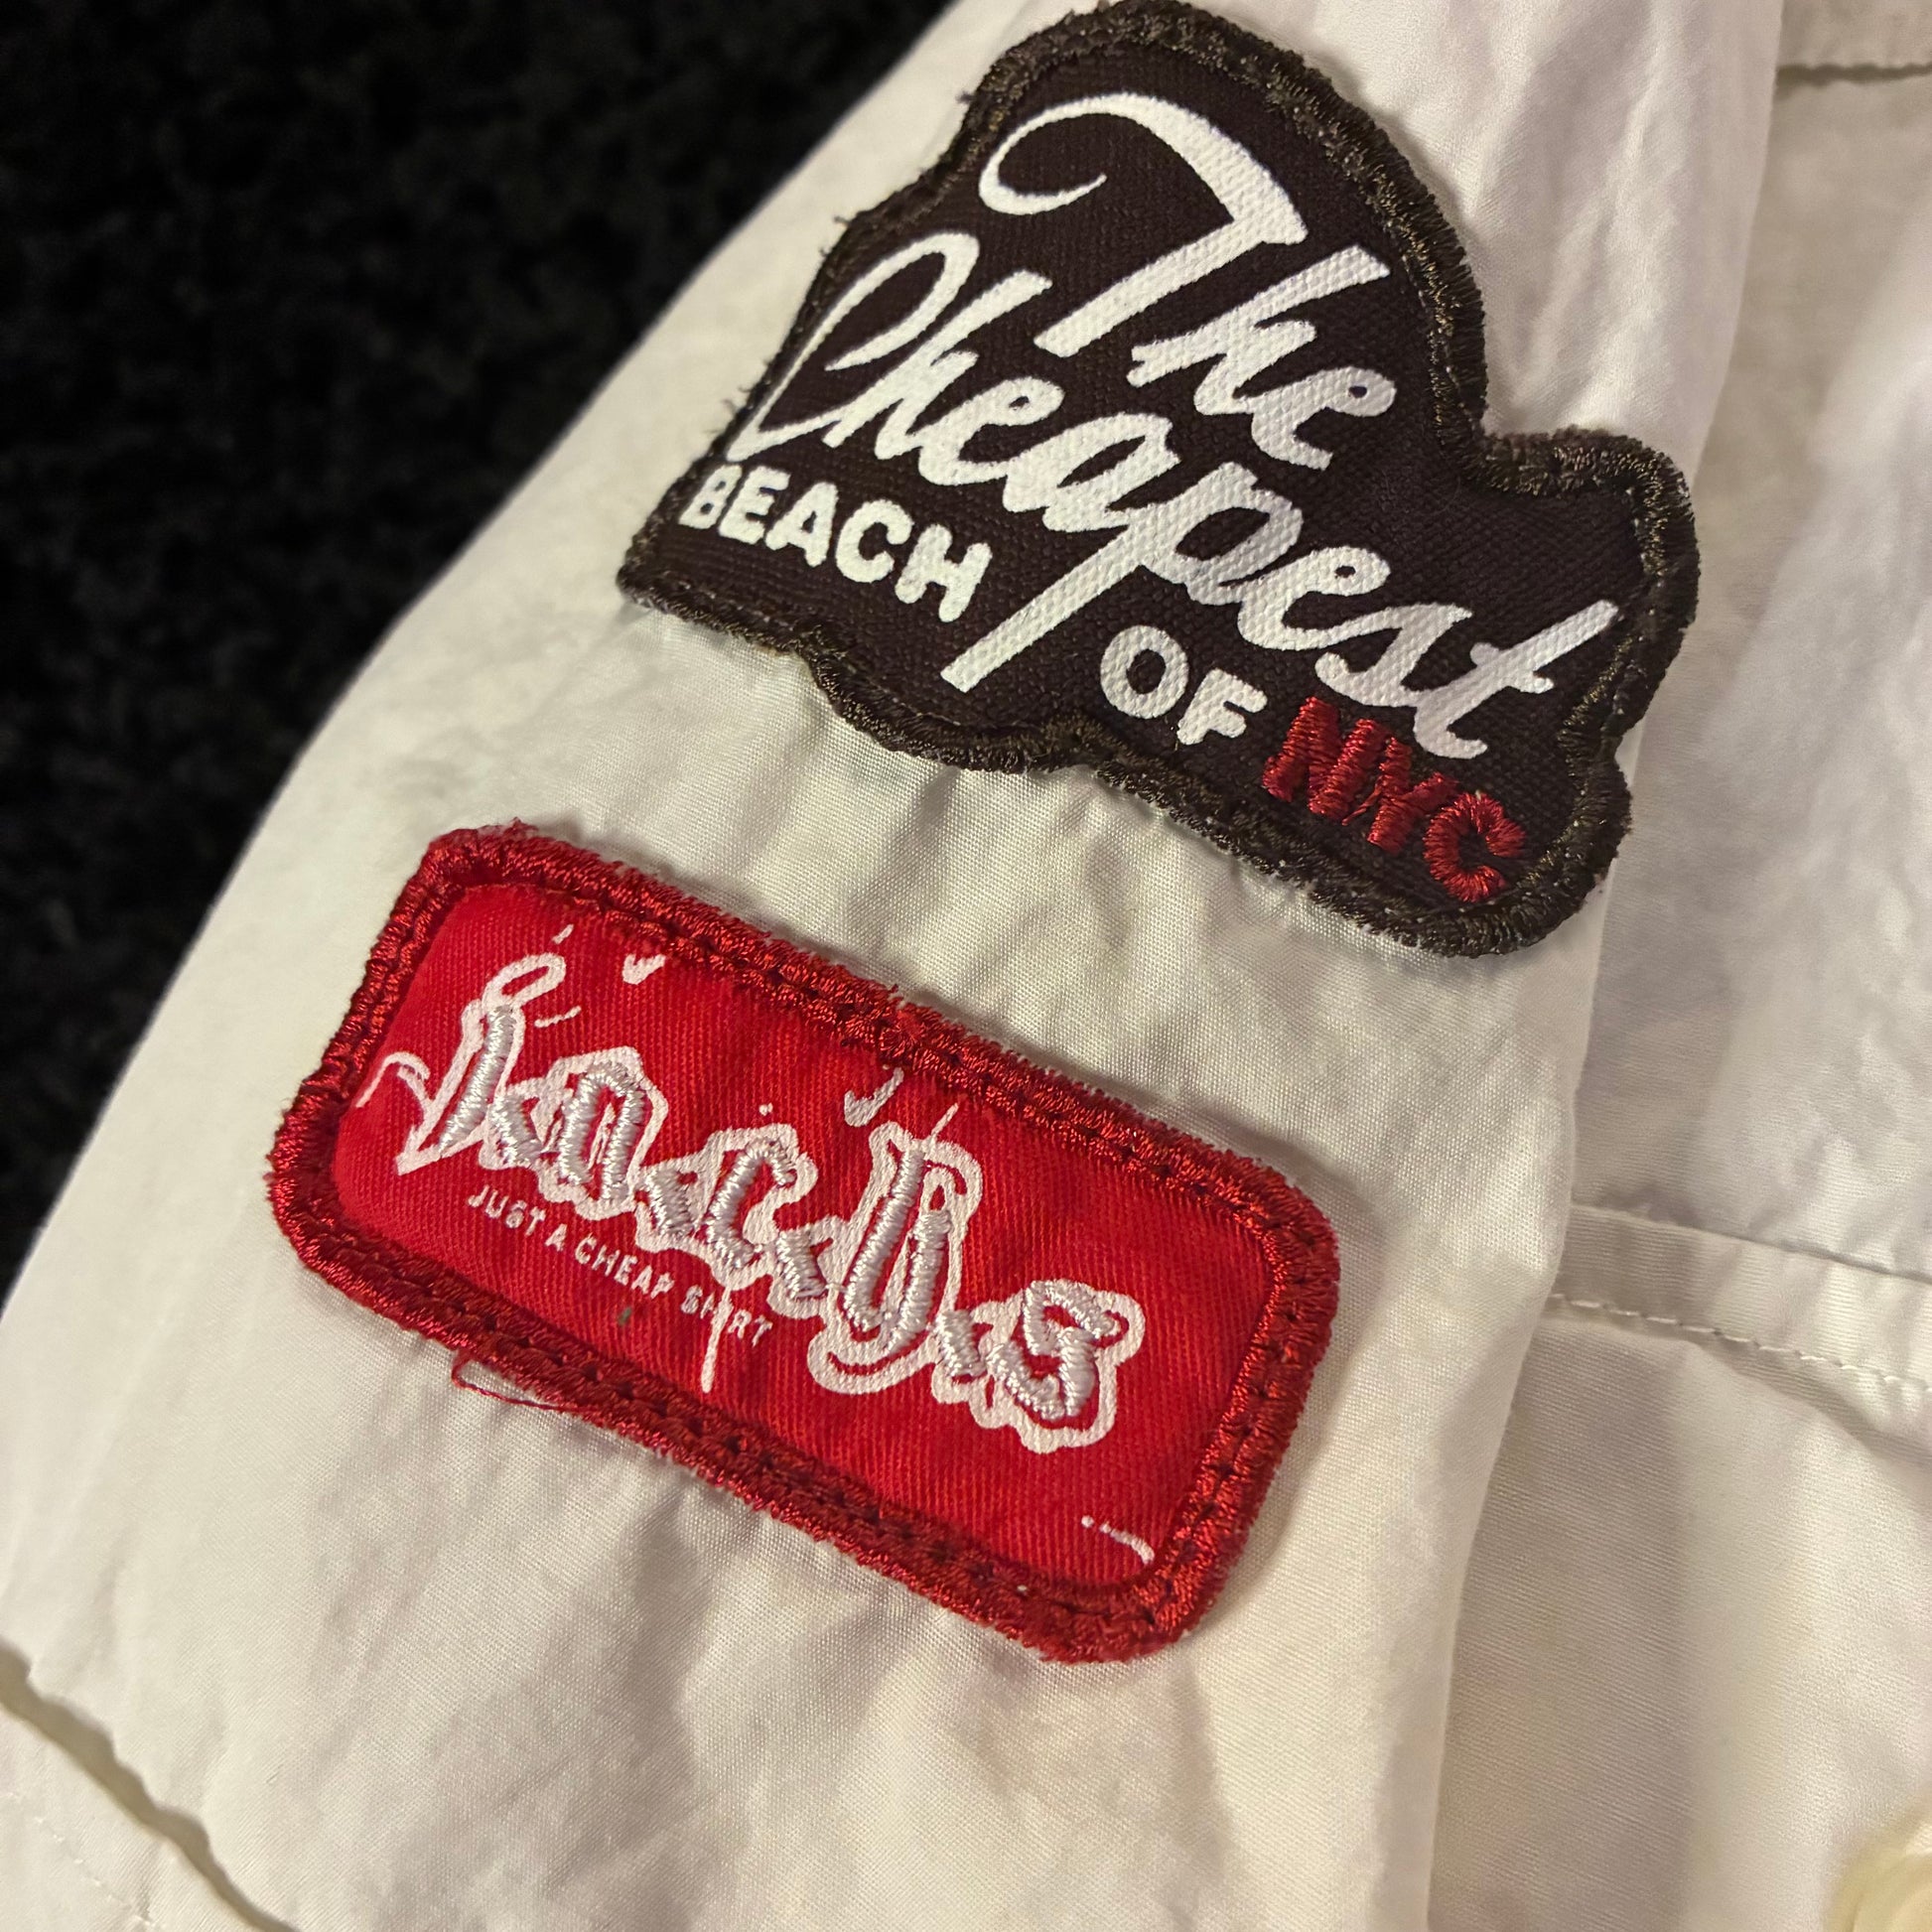 The
Cheapest
BEACH OF NYC
JUST A CHEAP SHIRT